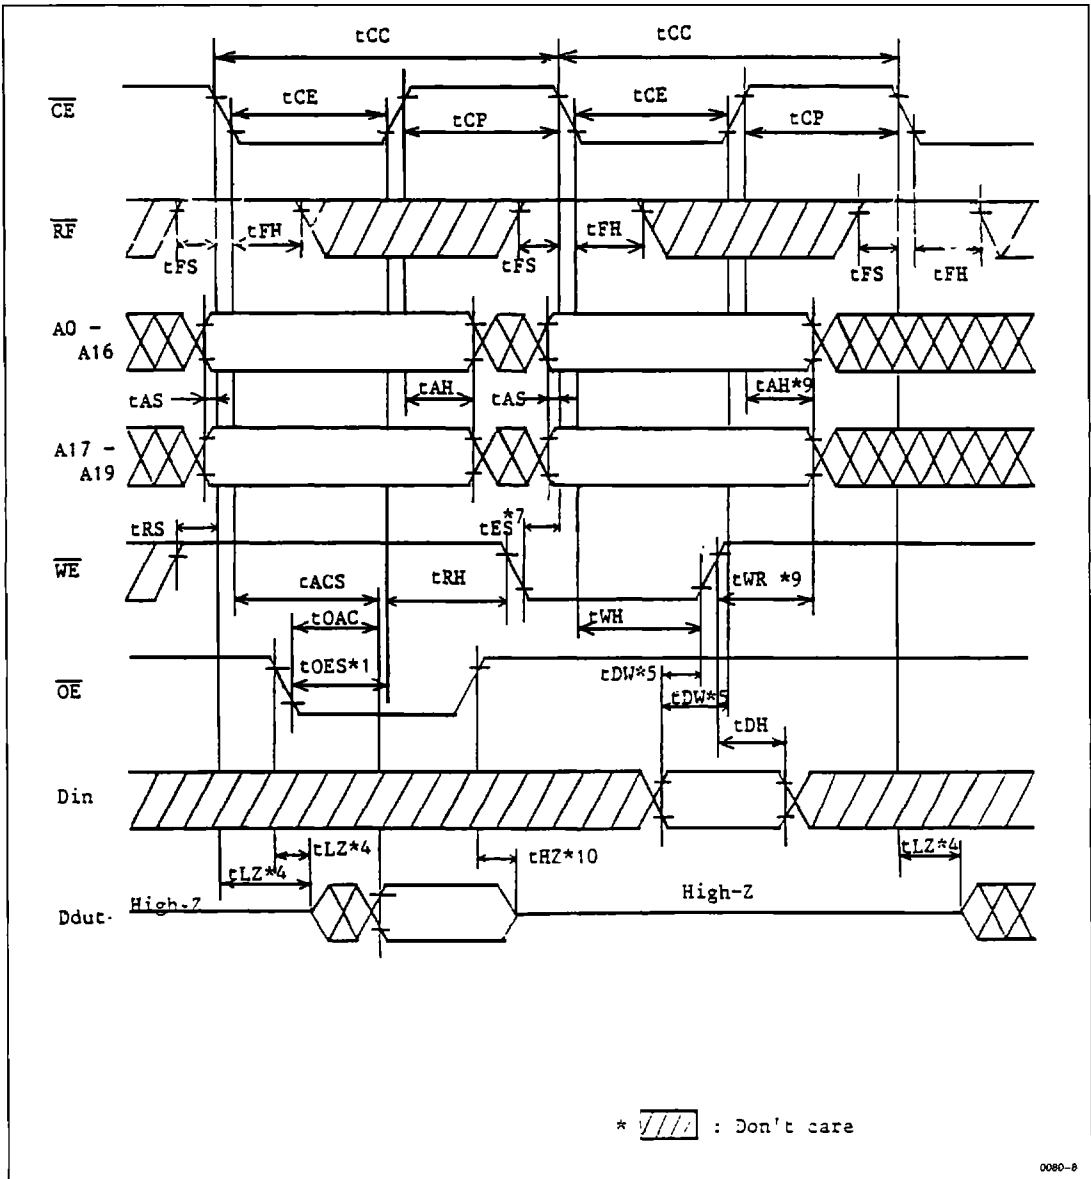 tCC tCC
CE tCE tCE
tCP tCP
RF tFH tFH
tFS tFS tFS tFH
A0 -
A16
tAS tAH tAS tAH*9
A17 -
A19
tRS tES*7
WE tACS tRH tWR *9
tOAC tWH
OE tOES*1 tDW*5
tDW*5
tDH
Din
tLZ*4 tHZ*10 tLZ*4
tLZ*4
Ddut- High-Z High-Z
* : Don't care
0080-8